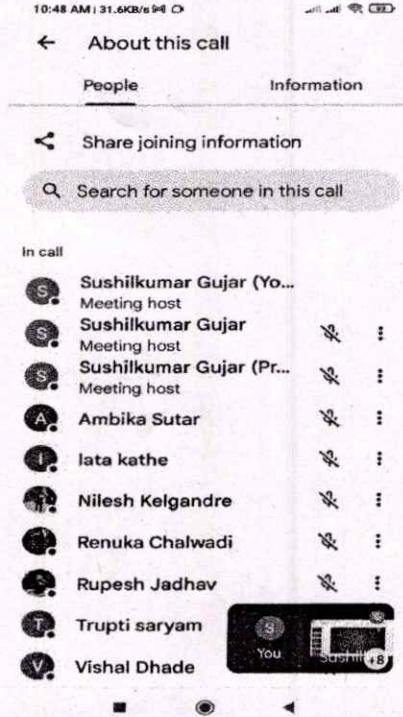 10:48 AM | 31.6KB/s
About this call
People Information
Share joining information
Search for someone in this call
In call
S Sushilkumar Gujar (Yo...
Meeting host
S Sushilkumar Gujar
Meeting host
S Sushilkumar Gujar (Pr...
Meeting host
A Ambika Sutar
l lata kathe
Nilesh Kelgandre
Renuka Chalwadi
Rupesh Jadhav
T Trupti saryam
S
You Sushil +8
V Vishal Dhade